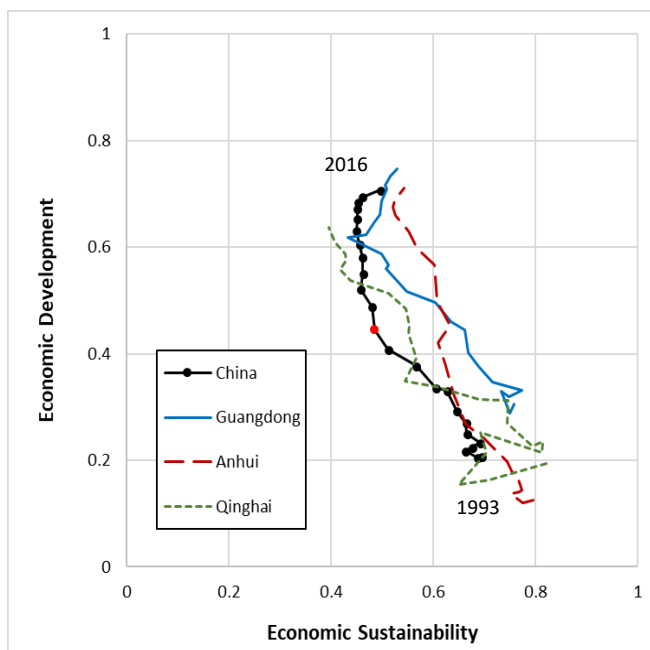 1
0.8
0.6
0.4
0.2
0
0 0.2 0.4 0.6 0.8 1
Economic Development
Economic Sustainability
2016
1993
China
Guangdong
Anhui
Qinghai